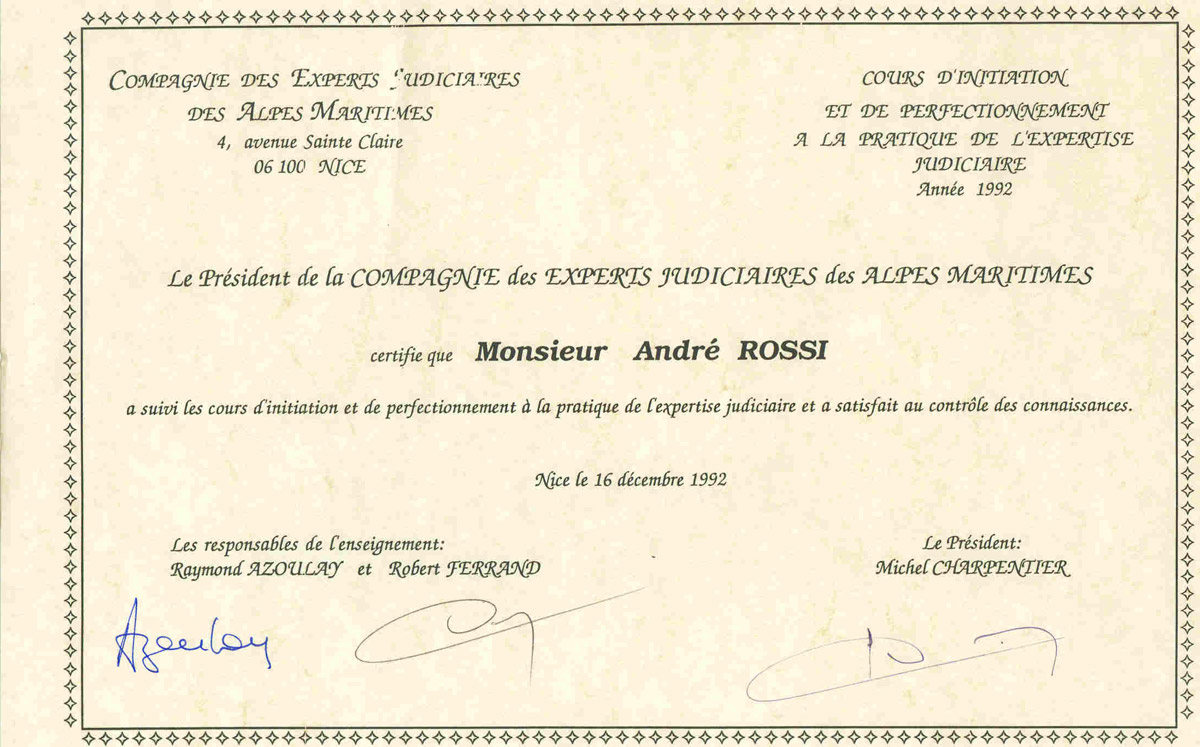 COMPAGNIE DES EXPERTS JUDICIAIRES
DES ALPES MARITIMES
4, avenue Sainte Claire
06 100 NICE
COURS D'INITIATION
ET DE PERFECTIONNEMENT
A LA PRATIQUE DE L'EXPERTISE
JUDICIAIRE
Année 1992
Le Président de la COMPAGNIE des EXPERTS JUDICIAIRES des ALPES MARITIMES
certifie que Monsieur André ROSSI
a suivi les cours d'initiation et de perfectionnement à la pratique de l'expertise judiciaire et a satisfait au contrôle des connaissances.
Nice le 16 décembre 1992
Les responsables de l'enseignement:
Raymond AZOULAY et Robert FERRAND
Le Président:
Michel CHARPENTIER
Azoulay